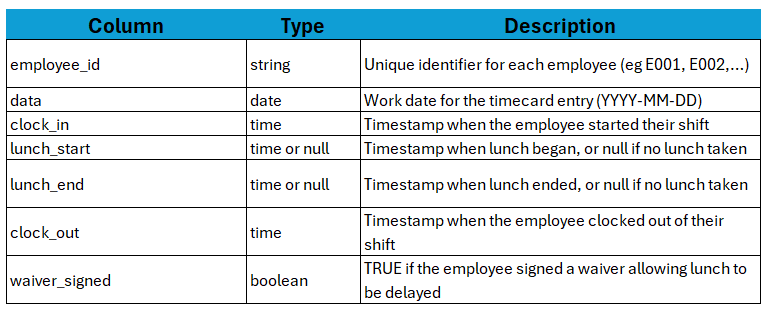 Column Type Description
employee_id string Unique identifier for each employee (eg E001, E002,...)
data date Work date for the timecard entry (YYYY-MM-DD)
clock_in time Timestamp when the employee started their shift
lunch_start time or null Timestamp when lunch began, or null if no lunch taken
lunch_end time or null Timestamp when lunch ended, or null if no lunch taken
clock_out time Timestamp when the employee clocked out of their
shift
waiver_signed boolean TRUE if the employee signed a waiver allowing lunch to
be delayed